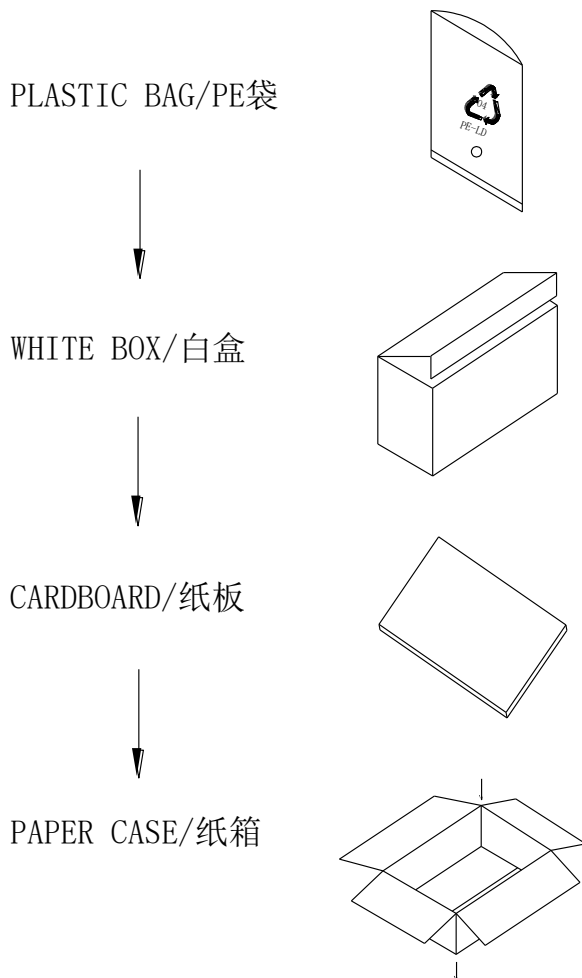 PLASTIC BAG/PE袋
04
PE-LD
WHITE BOX/白盒
CARDBOARD/纸板
PAPER CASE/纸箱